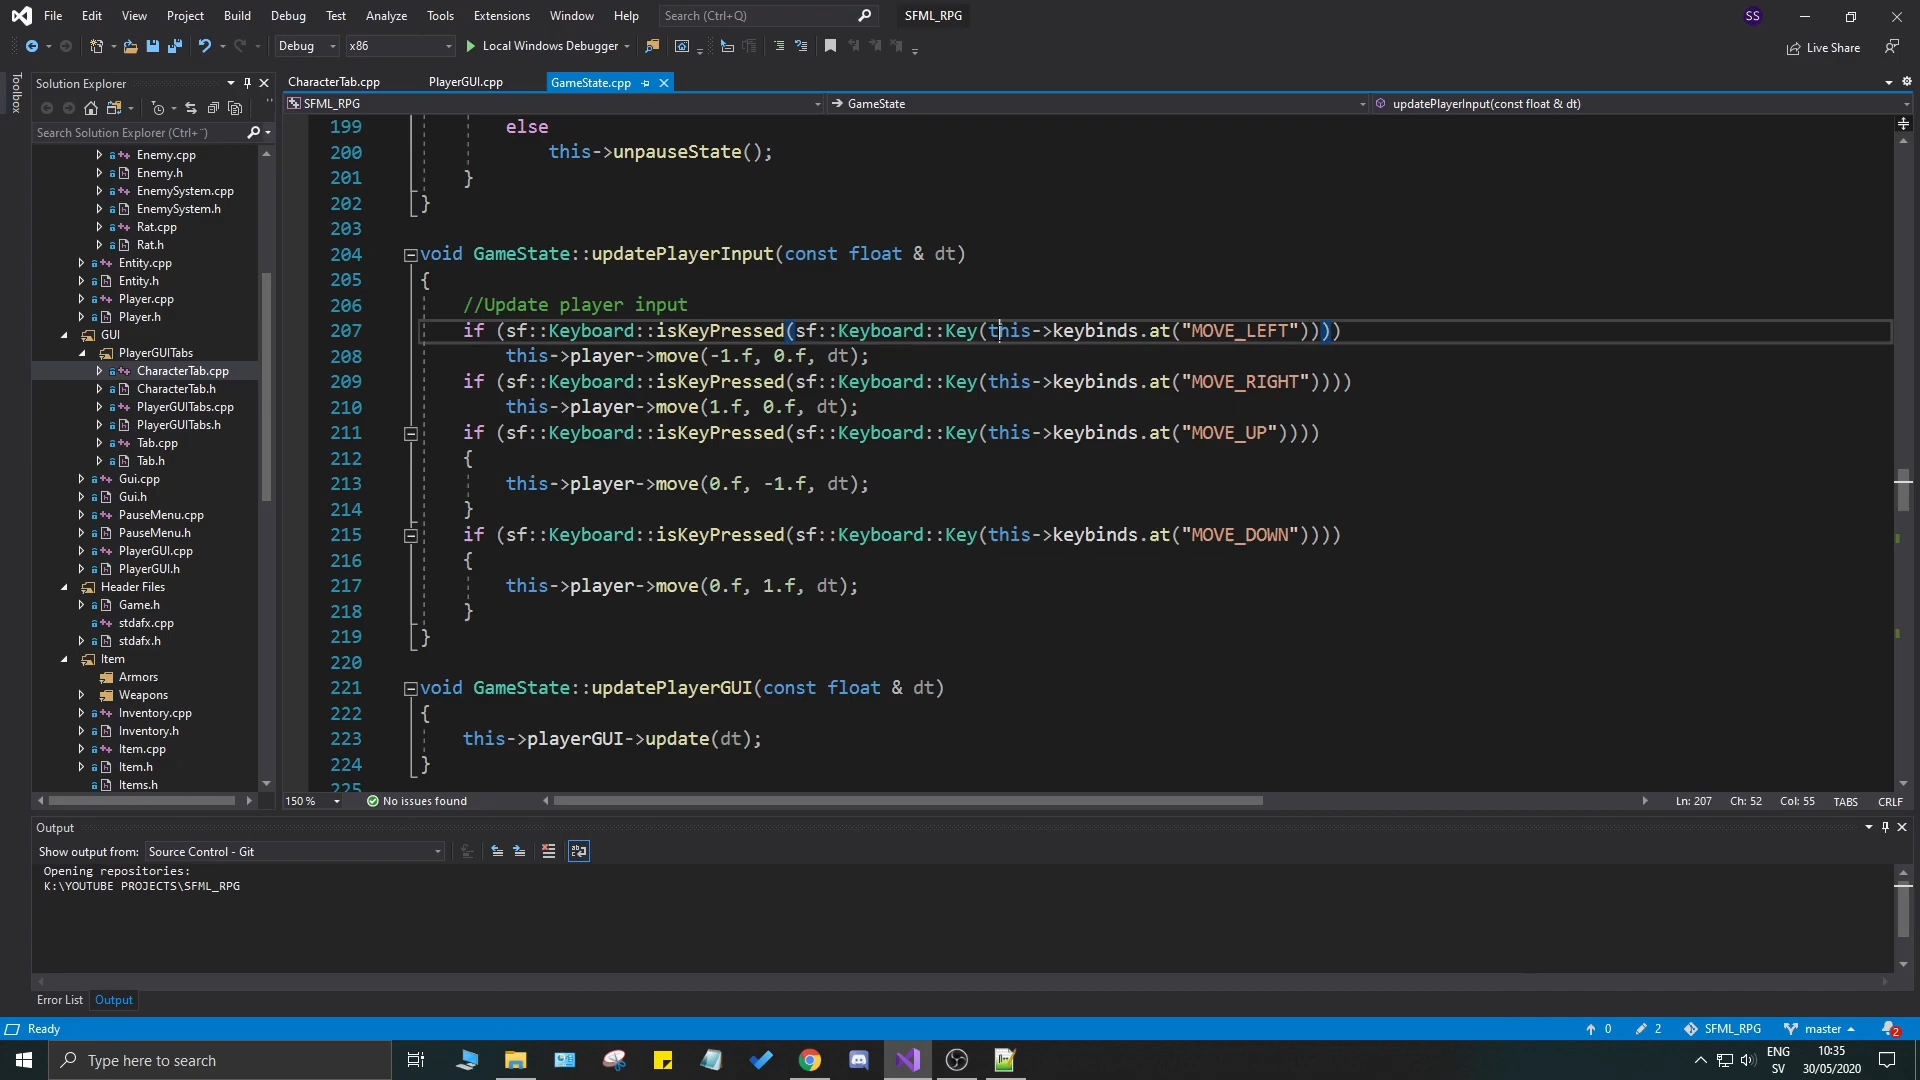 File Edit View Project Build Debug Test Analyze Tools Extensions Window Help Search (Ctrl+Q) SFML_RPG SS
Debug x86 Local Windows Debugger Live Share
Toolbox
Solution Explorer
Search Solution Explorer (Ctrl+¨)
Enemy.cpp
Enemy.h
EnemySystem.cpp
EnemySystem.h
Rat.cpp
Rat.h
Entity.cpp
Entity.h
Player.cpp
Player.h
GUI
PlayerGUITabs
CharacterTab.cpp
CharacterTab.h
PlayerGUITabs.cpp
PlayerGUITabs.h
Tab.cpp
Tab.h
Gui.cpp
Gui.h
PauseMenu.cpp
PauseMenu.h
PlayerGUI.cpp
PlayerGUI.h
Header Files
Game.h
stdafx.cpp
stdafx.h
Item
Armors
Weapons
Inventory.cpp
Inventory.h
Item.cpp
Item.h
Items.h
CharacterTab.cpp PlayerGUI.cpp GameState.cpp
SFML_RPG GameState updatePlayerInput(const float & dt)
199 else
200 this->unpauseState();
201 }
202 }
203
204 void GameState::updatePlayerInput(const float & dt)
205 {
206 //Update player input
207 if (sf::Keyboard::isKeyPressed(sf::Keyboard::Key(this->keybinds.at("MOVE_LEFT"))))
208 this->player->move(-1.f, 0.f, dt);
209 if (sf::Keyboard::isKeyPressed(sf::Keyboard::Key(this->keybinds.at("MOVE_RIGHT"))))
210 this->player->move(1.f, 0.f, dt);
211 if (sf::Keyboard::isKeyPressed(sf::Keyboard::Key(this->keybinds.at("MOVE_UP"))))
212 {
213 this->player->move(0.f, -1.f, dt);
214 }
215 if (sf::Keyboard::isKeyPressed(sf::Keyboard::Key(this->keybinds.at("MOVE_DOWN"))))
216 {
217 this->player->move(0.f, 1.f, dt);
218 }
219 }
220
221 void GameState::updatePlayerGUI(const float & dt)
222 {
223 this->playerGUI->update(dt);
224 }
225
150 % No issues found Ln: 207 Ch: 52 Col: 55 TABS CRLF
Output
Show output from: Source Control - Git
Opening repositories:
K:\YOUTUBE PROJECTS\SFML_RPG
Error List Output
Ready 0 2 SFML_RPG master 2
Type here to search ENG SV 10:35 30/05/2020